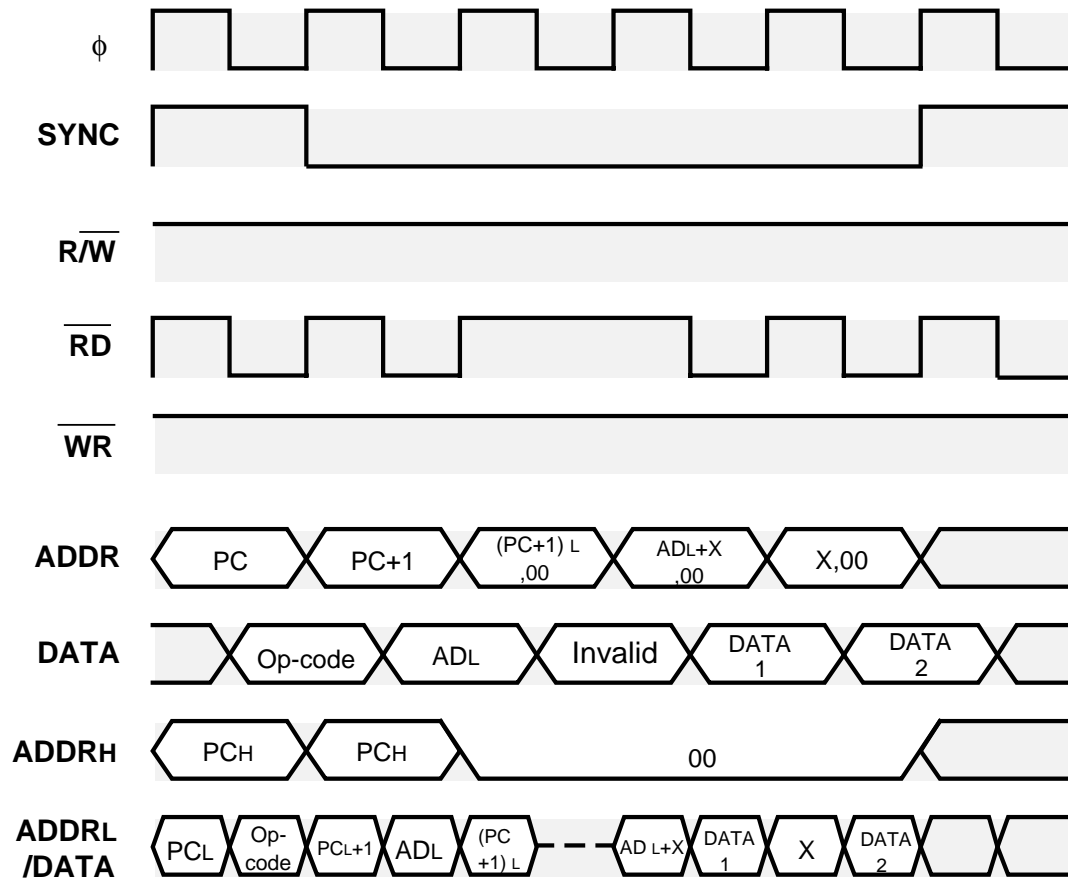 ϕ
SYNC
R/W̅
R̅D̅
W̅R̅
ADDR
PC
PC+1
(PC+1) L
,00
ADL+X
,00
X,00
DATA
Op-code
ADL
Invalid
DATA
1
DATA
2
ADDRH
PCH
PCH
00
ADDRL
/DATA
PCL
Op-
code
PCL+1
ADL
(PC
+1) L
AD L+X
DATA
1
X
DATA
2